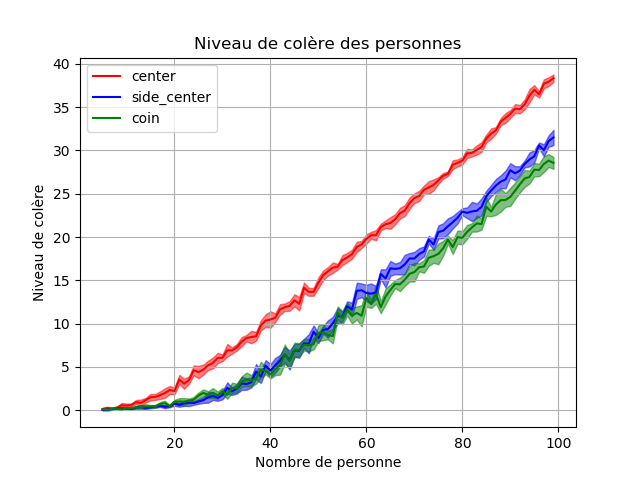 Niveau de colère des personnes
center
side_center
coin
Niveau de colère
40
35
30
25
20
15
10
5
0
20 40 60 80 100
Nombre de personne